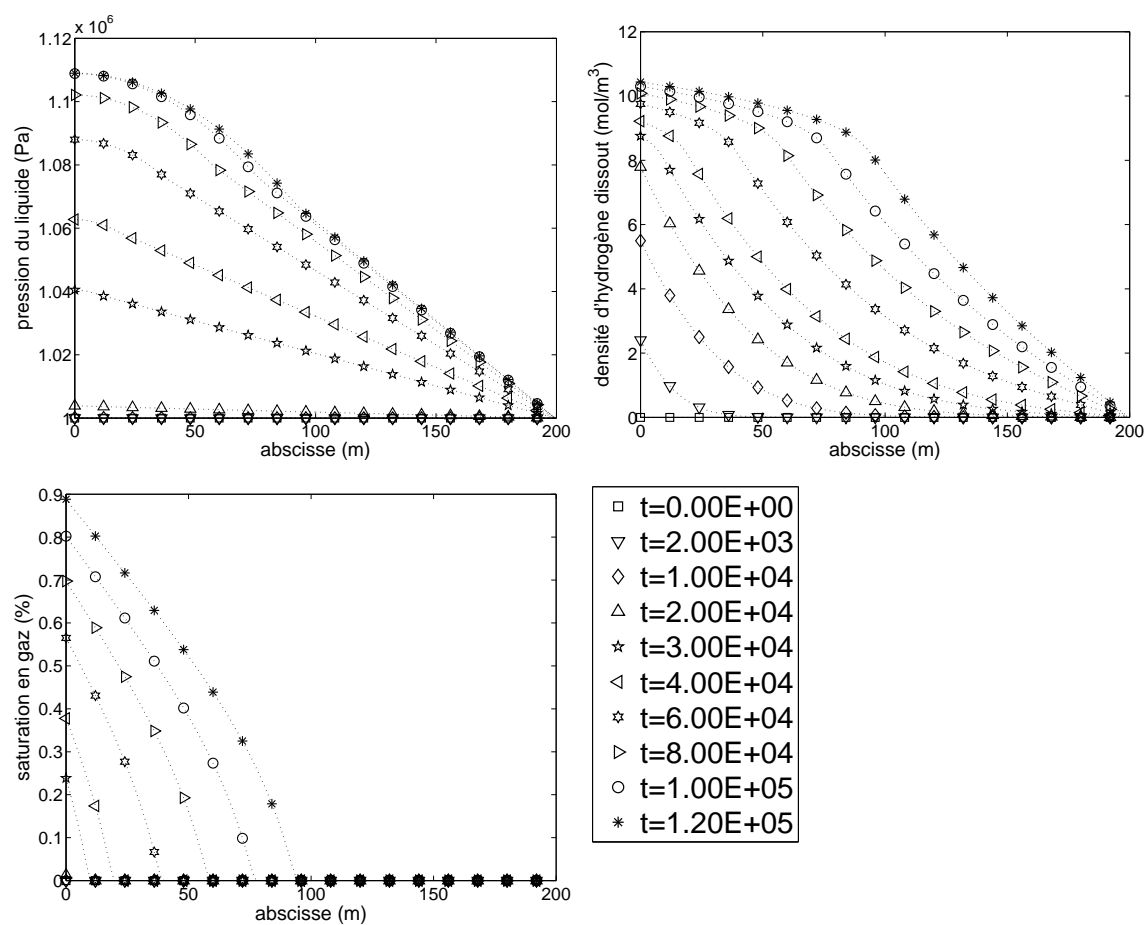 x 10⁶
1.12
1.1
1.08
1.06
1.04
1.02
1
0 50 100 150 200
abscisse (m)
pression du liquide (Pa)
12
10
8
6
4
2
0
0 50 100 150 200
abscisse (m)
densité d'hydrogène dissout (mol/m³)
0.9
0.8
0.7
0.6
0.5
0.4
0.3
0.2
0.1
0
0 50 100 150 200
abscisse (m)
saturation en gaz (%)
t=0.00E+00
t=2.00E+03
t=1.00E+04
t=2.00E+04
t=3.00E+04
t=4.00E+04
t=6.00E+04
t=8.00E+04
t=1.00E+05
t=1.20E+05